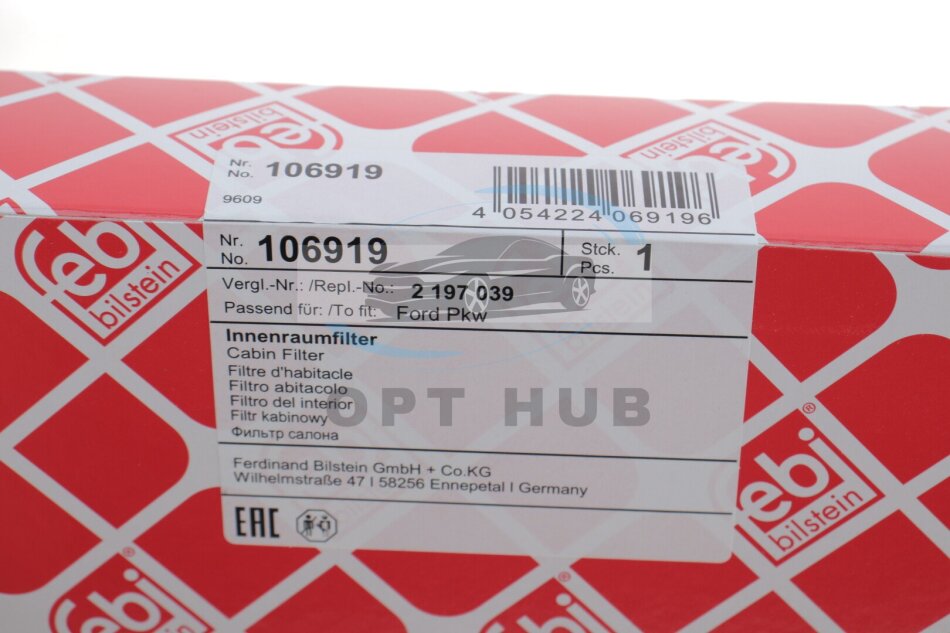 febi
bilstein
®
Nr.
No. 106919
9609
4 054224 069196
Nr.
No. 106919
Stck.
Pcs. 1
Vergl.-Nr.: /Repl.-No.: 2 197 039
Passend für: /To fit: Ford Pkw
Innenraumfilter
Cabin Filter
Filtre d'habitacle
Filtro abitacolo
Filtro del interior
Filtr kabinowy
Фильтр салона
OPT HUB
Ferdinand Bilstein GmbH + Co.KG
Wilhelmstraße 47 I 58256 Ennepetal I Germany
EAC
febi
bilstein
®
febi
bilstein
®
febi
bilstein
®
febi
®